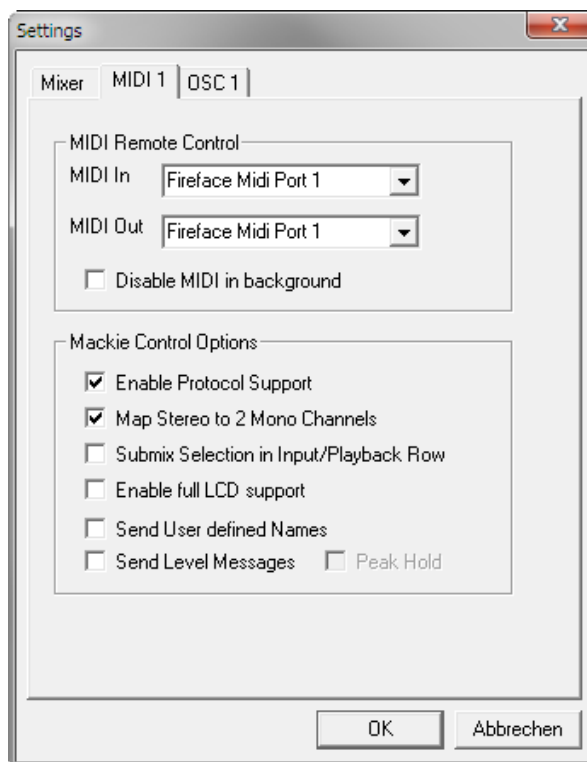 Settings
Mixer MIDI 1 OSC 1
MIDI Remote Control
MIDI In Fireface Midi Port 1
MIDI Out Fireface Midi Port 1
Disable MIDI in background
Mackie Control Options
Enable Protocol Support
Map Stereo to 2 Mono Channels
Submix Selection in Input/Playback Row
Enable full LCD support
Send User defined Names
Send Level Messages Peak Hold
OK Abbrechen